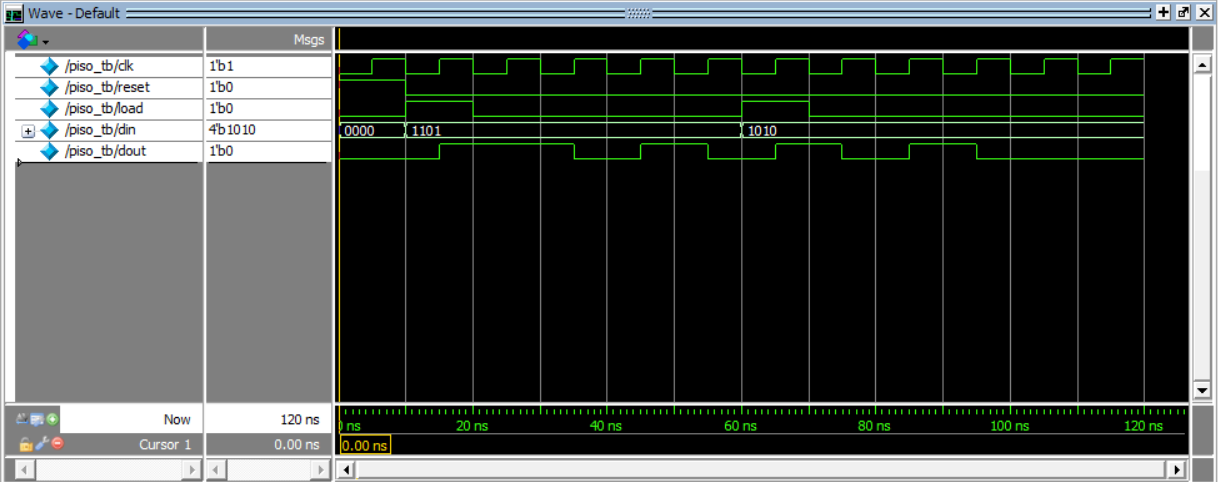 Wave - Default
Msgs
/piso_tb/clk 1'b1
/piso_tb/reset 1'b0
/piso_tb/load 1'b0
/piso_tb/din 4'b1010 0000 1101 1010
/piso_tb/dout 1'b0
Now 120 ns ns 20 ns 40 ns 60 ns 80 ns 100 ns 120 ns
Cursor 1 0.00 ns 0.00 ns